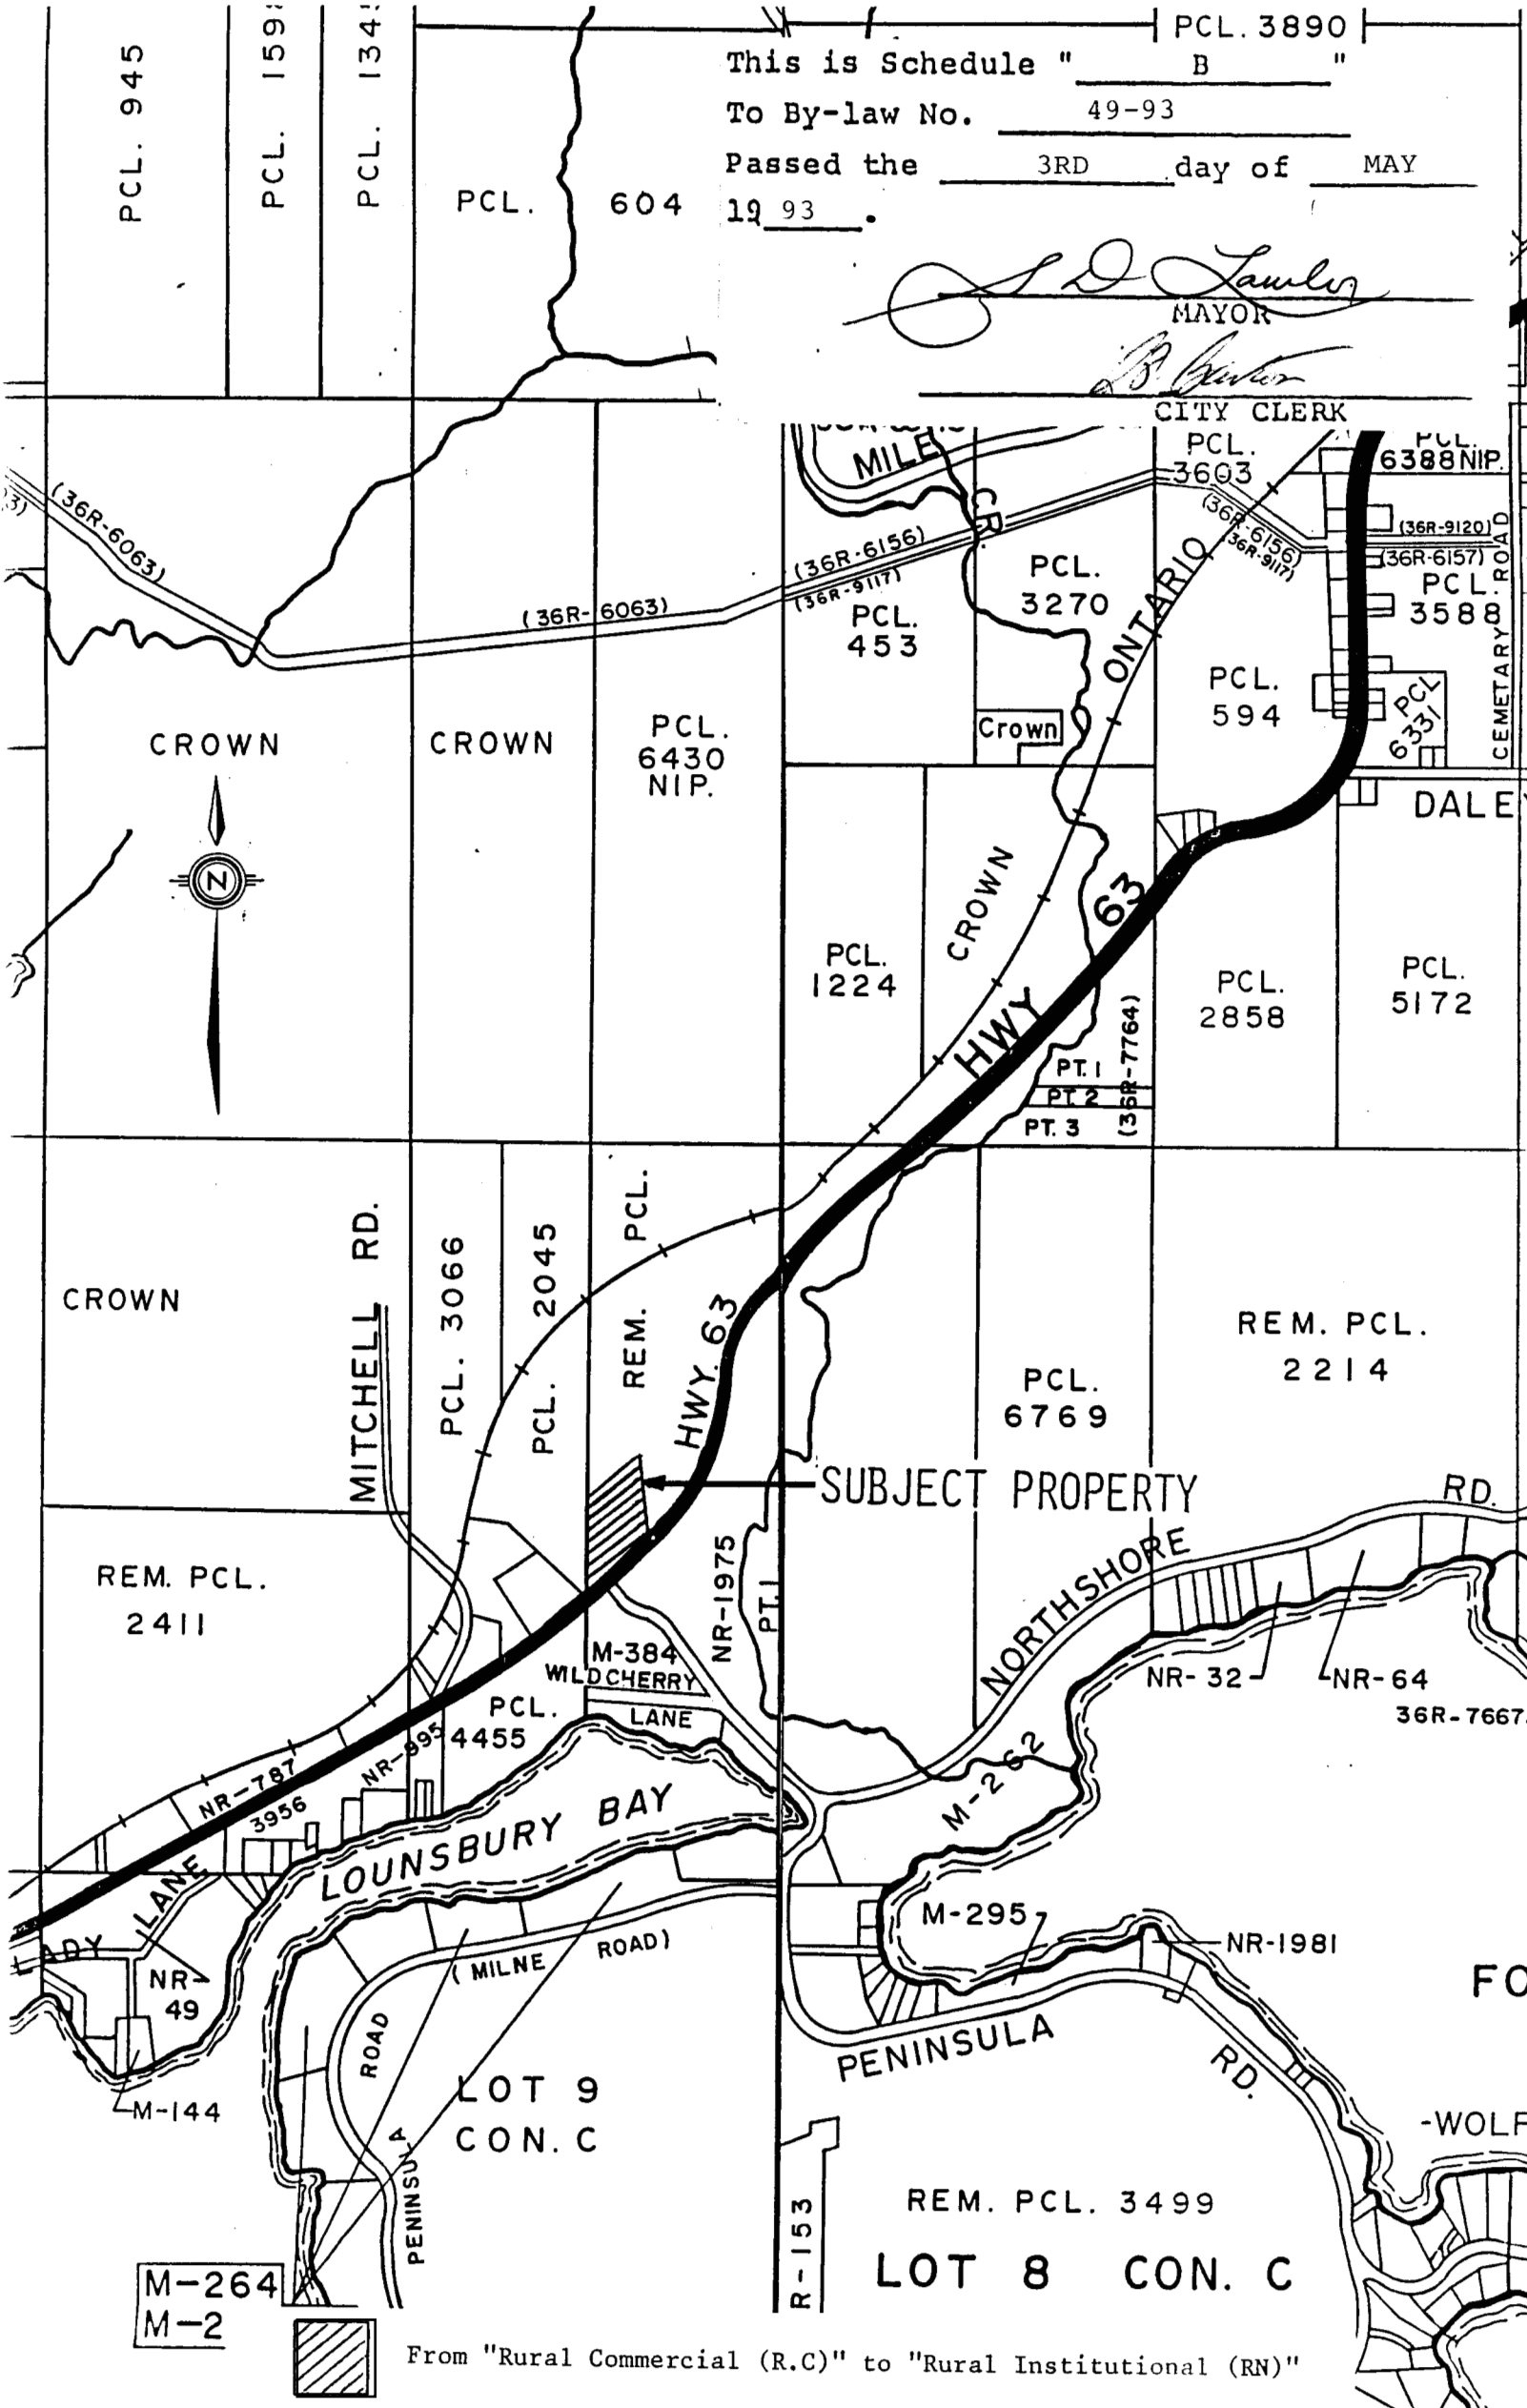 PCL. 3890
This is Schedule " B "
To By-law No. 49-93
Passed the 3RD day of MAY
19 93 .
MAYOR
CITY CLERK
PCL. 945
PCL. 159
PCL. 134
PCL. 604
(36R-6063)
(36R-6063)
MILE
CR.
(36R-6156)
(36R-9117)
PCL.
453
PCL.
3270
Crown
ONTARIO
PCL.
3603
(36R-6156)
(36R-9117)
PCL.
6388 NIP.
(36R-9120)
(36R-6157)
PCL.
3588
CEMETARY ROAD
PCL.
594
PCL
6331
DALE
CROWN
CROWN
PCL.
6430
NIP.
N
PCL.
1224
CROWN
HWY 63
PCL.
2858
PCL.
5172
PT. 1
PT. 2
PT. 3
(36R-7764)
CROWN
MITCHELL RD.
PCL. 3066
PCL. 2045
REM. PCL.
HWY. 63
PCL.
6769
REM. PCL.
2214
SUBJECT PROPERTY
REM. PCL.
2411
NR-1975
PT.1
NORTHSHORE RD.
NR-32
NR-64
36R-7667
M-384
WILDCHERRY
LANE
PCL.
4455
NR-995
NR-787
3956
LOUNSBURY BAY
M-262
M-295
NR-1981
LADY LANE
NR-
49
M-144
(MILNE ROAD)
PENINSULA ROAD
PENINSULA RD.
FO
-WOLF
LOT 9
CON. C
R-153
REM. PCL. 3499
LOT 8 CON. C
M-264
M-2
From "Rural Commercial (R.C)" to "Rural Institutional (RN)"